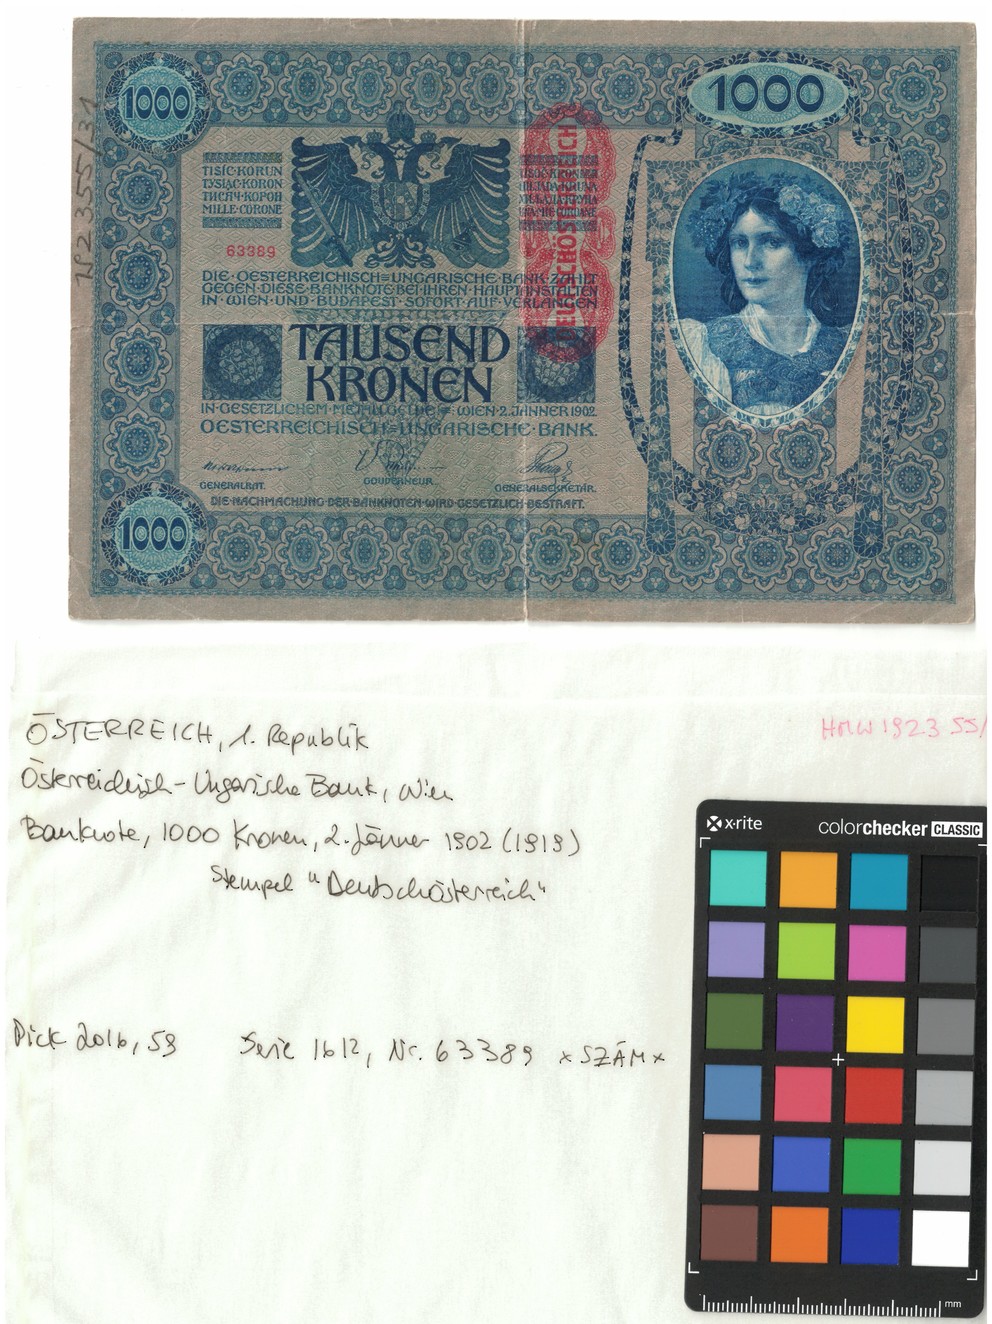 1000
1000
TISÍC·KORUN
TYSIĄC·KORON
ТИСЯЧ·КОРОН
MILLE·CORONE
63389
DEUTSCHÖSTERREICH
DIE·OESTERREICHISCH=UNGARISCHE·BANK·ZAHLT
GEGEN·DIESE·BANKNOTE·BEI·IHREN·HAUPTANSTALTEN
IN·WIEN·UND·BUDAPEST·SOFORT·AUF·VERLANGEN
TAUSEND
KRONEN
IN·GESETZLICHEM·METALLGELDE=WIEN·2.JÄNNER·1902
OESTERREICHISCH=UNGARISCHE·BANK.
GENERALRAT.
GOUVERNEUR.
GENERALSEKRETÄR.
DIE·NACHMACHUNG·DER·BANKNOTEN·WIRD·GESETZLICH·BESTRAFT.
1000
ÖSTERREICH, 1. Republik
HMW 1923 55/
Österreichisch-Ungarische Bank, Wien
Banknote, 1000 Kronen, 2. Jänner 1902 (1919)
Stempel "Deutschösterreich"
Pick 2016, 59 Serie 1612, Nr. 63389 x SZÁM x
x·rite
colorchecker CLASSIC
mm